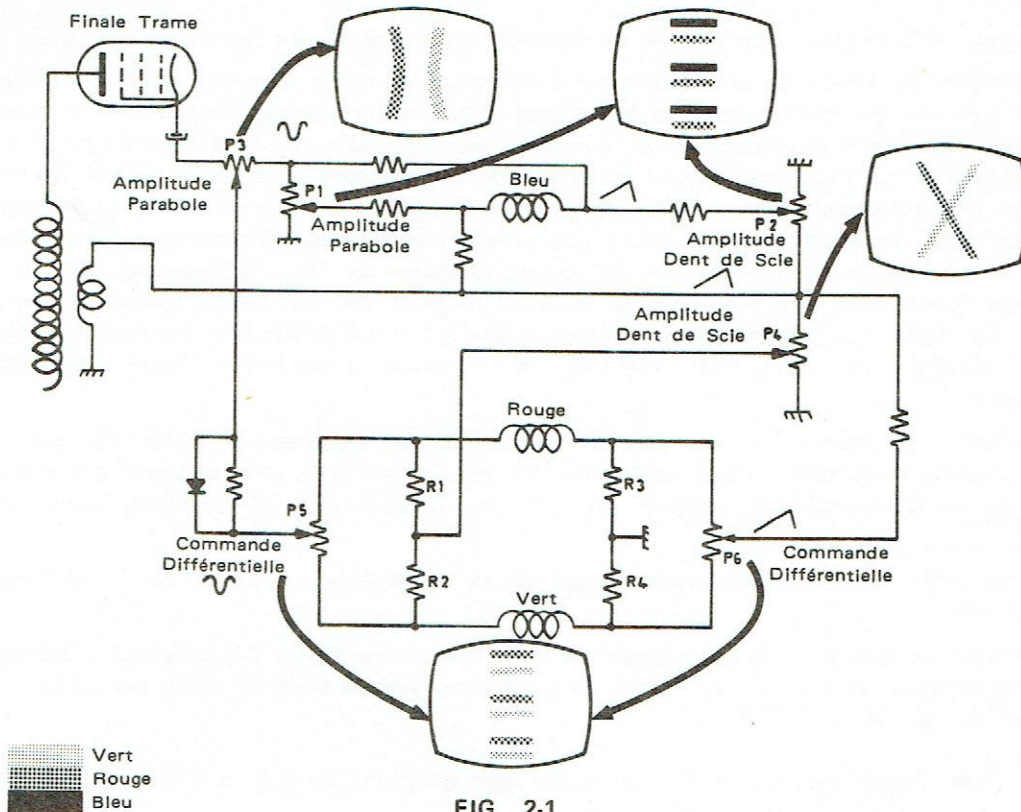 Finale Trame
P3
Amplitude
Parabole
P1
Amplitude
Parabole
Bleu
P2
Amplitude
Dent de Scie
Amplitude
Dent de Scie
P4
Rouge
R1
R3
P5
P6
Commande
Différentielle
R2
R4
Commande
Différentielle
Vert
Vert
Rouge
Bleu
FIG. 2-1